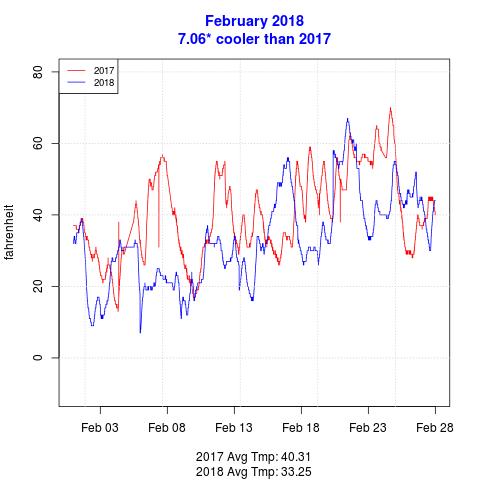 February 2018
7.06* cooler than 2017
2017
2018
80
60
40
20
0
fahrenheit
Feb 03 Feb 08 Feb 13 Feb 18 Feb 23 Feb 28
2017 Avg Tmp: 40.31
2018 Avg Tmp: 33.25